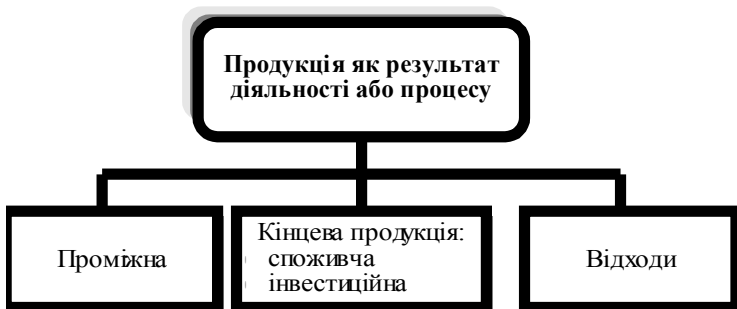 Продукція як результат
діяльності або процесу
Проміжна
Кінцева продукція:
споживча
інвестиційна
Відходи